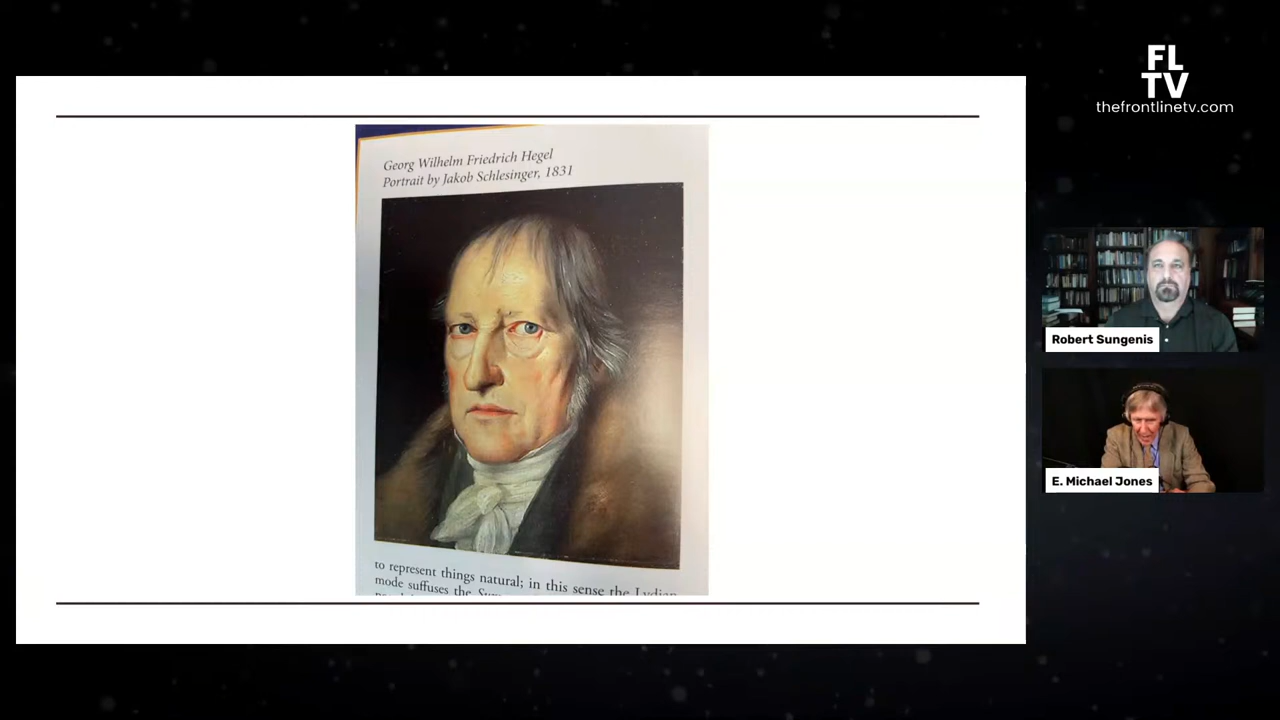 FL
TV
thefrontlinetv.com
Georg Wilhelm Friedrich Hegel
Portrait by Jakob Schlesinger, 1831
to represent things natural; in this sense the Lydian
mode suffuses the
Robert Sungenis
E. Michael Jones